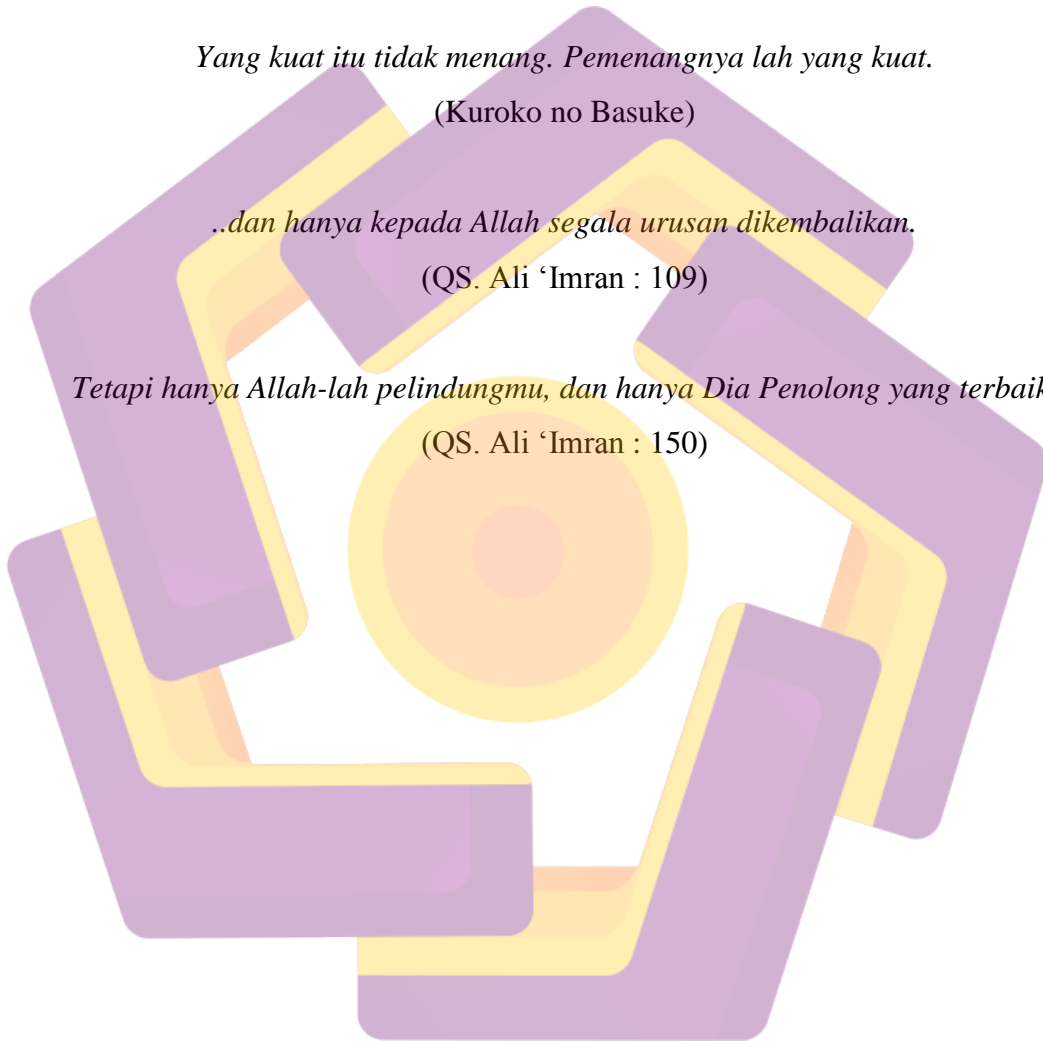 Yang kuat itu tidak menang. Pemenangnya lah yang kuat.
(Kuroko no Basuke)
..dan hanya kepada Allah segala urusan dikembalikan.
(QS. Ali ‘Imran : 109)
Tetapi hanya Allah-lah pelindungmu, dan hanya Dia Penolong yang terbaik
(QS. Ali ‘Imran : 150)